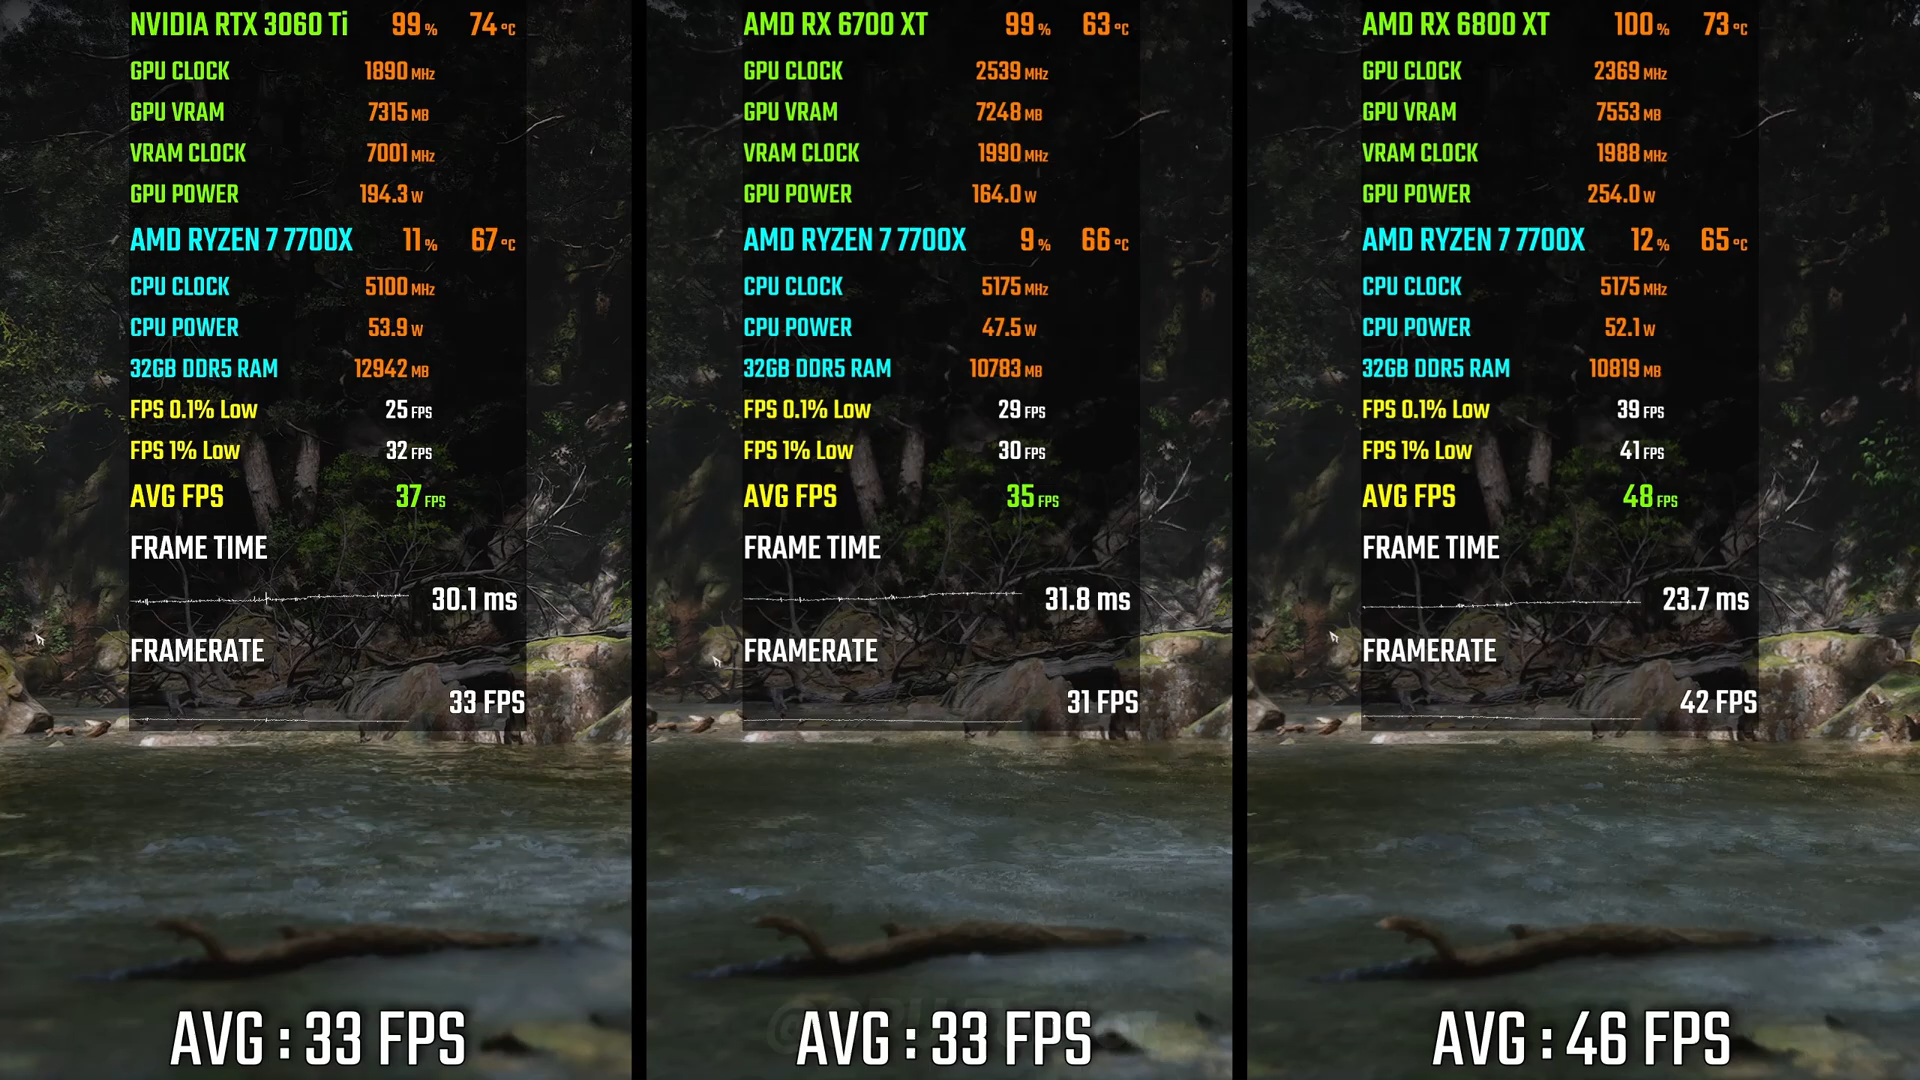 NVIDIA RTX 3060 Ti 99 % 74 °C
GPU CLOCK 1890 MHz
GPU VRAM 7315 MB
VRAM CLOCK 7001 MHz
GPU POWER 194.3 W
AMD RYZEN 7 7700X 11 % 67 °C
CPU CLOCK 5100 MHz
CPU POWER 53.9 W
32GB DDR5 RAM 12942 MB
FPS 0.1% Low 25 FPS
FPS 1% Low 32 FPS
AVG FPS 37 FPS
FRAME TIME
30.1 ms
FRAMERATE
33 FPS
AVG : 33 FPS
AMD RX 6700 XT 99 % 63 °C
GPU CLOCK 2539 MHz
GPU VRAM 7248 MB
VRAM CLOCK 1990 MHz
GPU POWER 164.0 W
AMD RYZEN 7 7700X 9 % 66 °C
CPU CLOCK 5175 MHz
CPU POWER 47.5 W
32GB DDR5 RAM 10783 MB
FPS 0.1% Low 29 FPS
FPS 1% Low 30 FPS
AVG FPS 35 FPS
FRAME TIME
31.8 ms
FRAMERATE
31 FPS
AVG : 33 FPS
AMD RX 6800 XT 100 % 73 °C
GPU CLOCK 2369 MHz
GPU VRAM 7553 MB
VRAM CLOCK 1988 MHz
GPU POWER 254.0 W
AMD RYZEN 7 7700X 12 % 65 °C
CPU CLOCK 5175 MHz
CPU POWER 52.1 W
32GB DDR5 RAM 10819 MB
FPS 0.1% Low 39 FPS
FPS 1% Low 41 FPS
AVG FPS 48 FPS
FRAME TIME
23.7 ms
FRAMERATE
42 FPS
AVG : 46 FPS